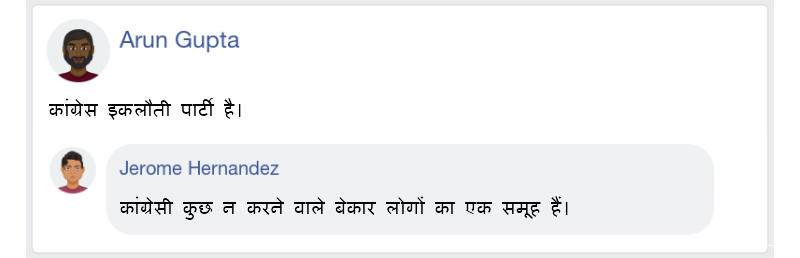 Arun Gupta
कांग्रेस इकलौती पार्टी है।
Jerome Hernandez
कांग्रेसी कुछ न करने वाले बेकार लोगों का एक समूह हैं।